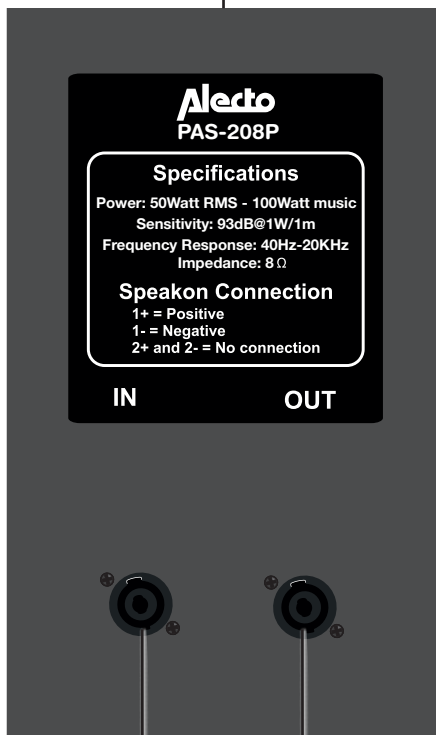 Alecto
PAS-208P
Specifications
Power: 50Watt RMS - 100Watt music
Sensitivity: 93dB@1W/1m
Frequency Response: 40Hz-20KHz
Impedance: 8 Ω
Speakon Connection
1+ = Positive
1- = Negative
2+ and 2- = No connection
IN
OUT